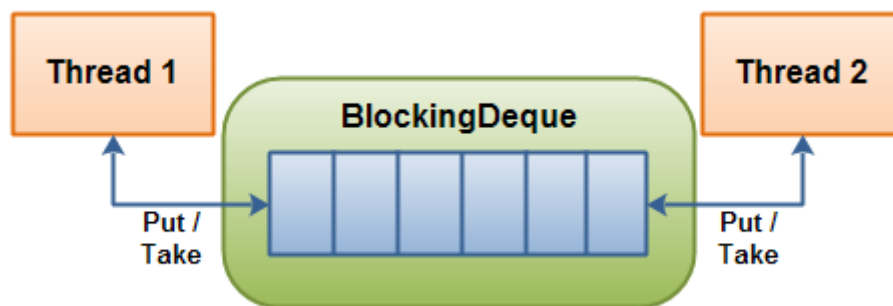 Thread 1
Thread 2
BlockingDeque
Put /
Take
Put /
Take